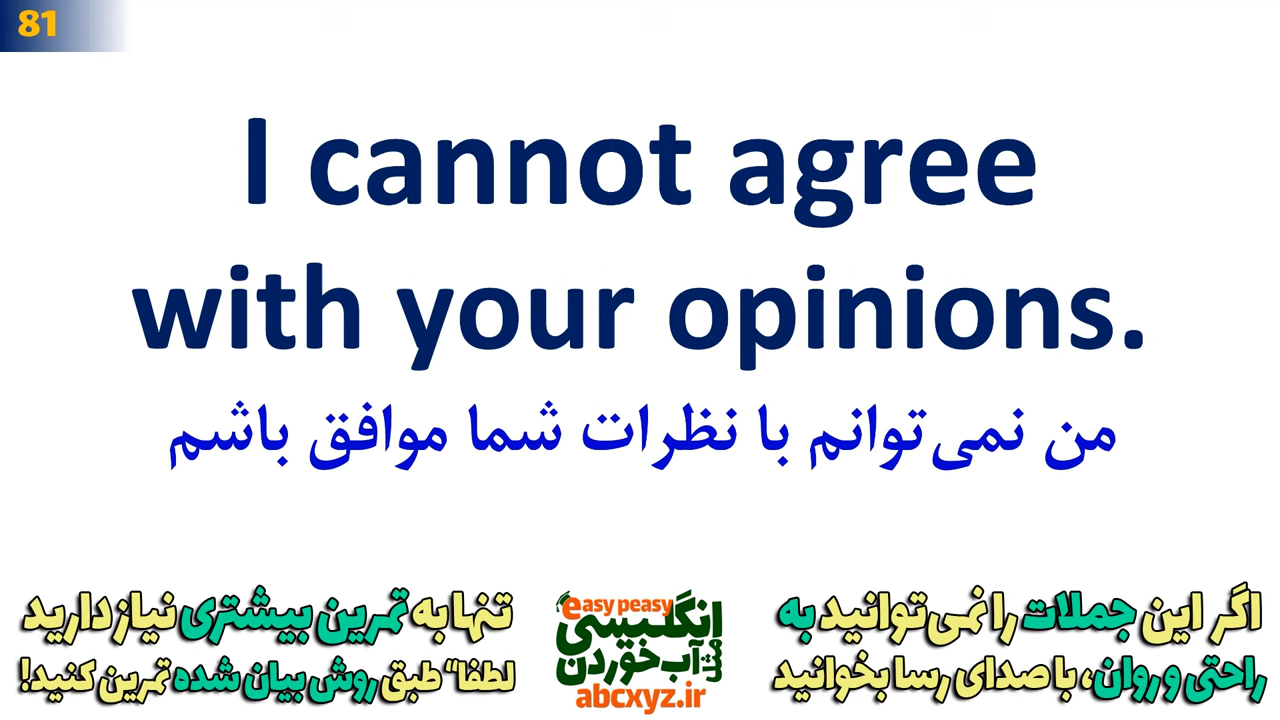 81
I cannot agree
with your opinions.
من نمی‌توانم با نظرات شما موافق باشم
اگر این جملات را نمی‌توانید به
راحتی و روان، با صدای رسا بخوانید
easy peasy
انگلیسی
مثل آب خوردن
abcxyz.ir
تنها به تمرین بیشتری نیاز دارید
لطفا“ طبق روش بیان شده تمرین کنید!